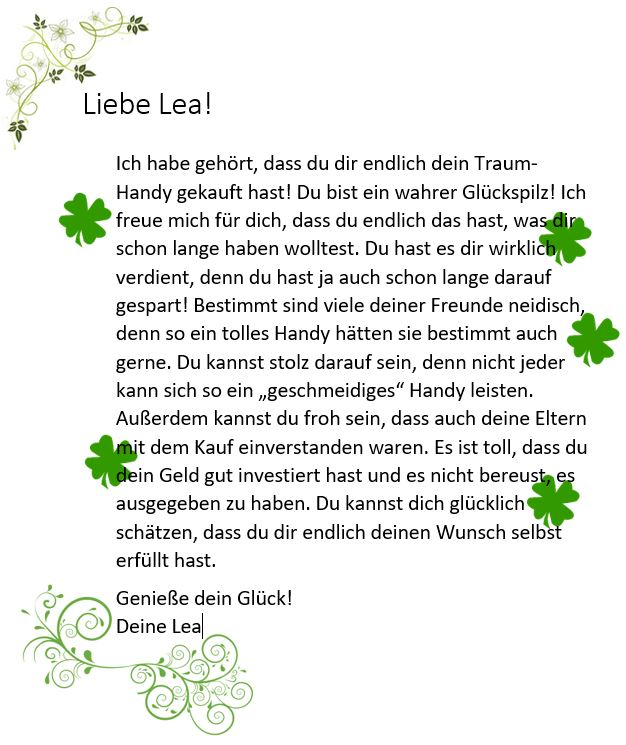 Liebe Lea!
Ich habe gehört, dass du dir endlich dein Traum-
Handy gekauft hast! Du bist ein wahrer Glückspilz! Ich
freue mich für dich, dass du endlich das hast, was dir
schon lange haben wolltest. Du hast es dir wirklich
verdient, denn du hast ja auch schon lange darauf
gespart! Bestimmt sind viele deiner Freunde neidisch,
denn so ein tolles Handy hätten sie bestimmt auch
gerne. Du kannst stolz darauf sein, denn nicht jeder
kann sich so ein „geschmeidiges“ Handy leisten.
Außerdem kannst du froh sein, dass auch deine Eltern
mit dem Kauf einverstanden waren. Es ist toll, dass du
dein Geld gut investiert hast und es nicht bereust, es
ausgegeben zu haben. Du kannst dich glücklich
schätzen, dass du dir endlich deinen Wunsch selbst
erfüllt hast.
Genieße dein Glück!
Deine Lea